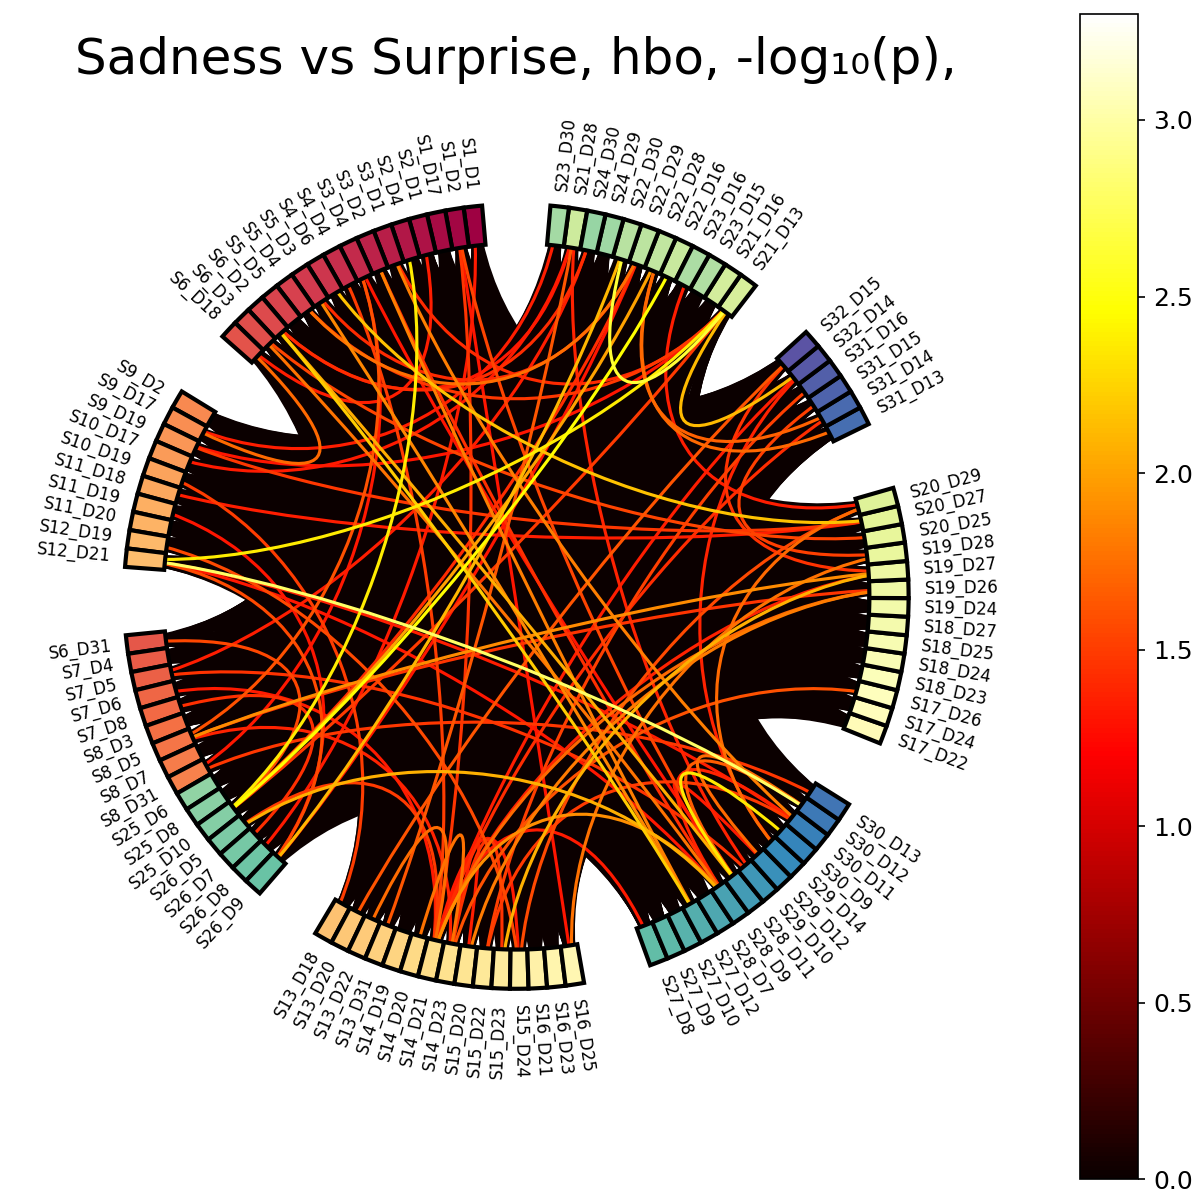 Sadness vs Surprise, hbo, -log₁₀(p),
S1_D1
S1_D2
S1_D17
S2_D1
S2_D4
S3_D1
S3_D2
S3_D4
S4_D4
S4_D6
S5_D3
S5_D4
S5_D5
S6_D2
S6_D3
S6_D18
S9_D2
S9_D17
S9_D19
S10_D17
S10_D19
S11_D18
S11_D19
S11_D20
S12_D19
S12_D21
S6_D31
S7_D4
S7_D5
S7_D6
S7_D8
S8_D3
S8_D5
S8_D7
S8_D31
S25_D6
S25_D8
S25_D10
S26_D5
S26_D7
S26_D8
S26_D9
S13_D18
S13_D20
S13_D22
S13_D31
S14_D19
S14_D20
S14_D21
S14_D23
S15_D20
S15_D22
S15_D23
S15_D24
S16_D21
S16_D23
S16_D25
S27_D8
S27_D9
S27_D10
S27_D12
S28_D7
S28_D9
S28_D11
S29_D10
S29_D12
S29_D14
S30_D9
S30_D11
S30_D12
S30_D13
S17_D22
S17_D24
S17_D26
S18_D23
S18_D24
S18_D25
S18_D27
S19_D24
S19_D26
S19_D27
S19_D28
S20_D25
S20_D27
S20_D29
S31_D13
S31_D14
S31_D15
S31_D16
S32_D14
S32_D15
S21_D13
S21_D16
S23_D15
S23_D16
S22_D16
S22_D28
S22_D29
S22_D30
S24_D29
S24_D30
S21_D28
S23_D30
3.0
2.5
2.0
1.5
1.0
0.5
0.0